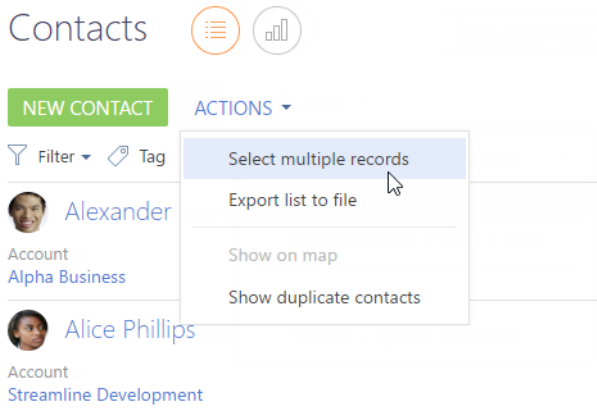 Contacts
NEW CONTACT
ACTIONS
Filter
Tag
Select multiple records
Export list to file
Show on map
Show duplicate contacts
Alexander
Account
Alpha Business
Alice Phillips
Account
Streamline Development